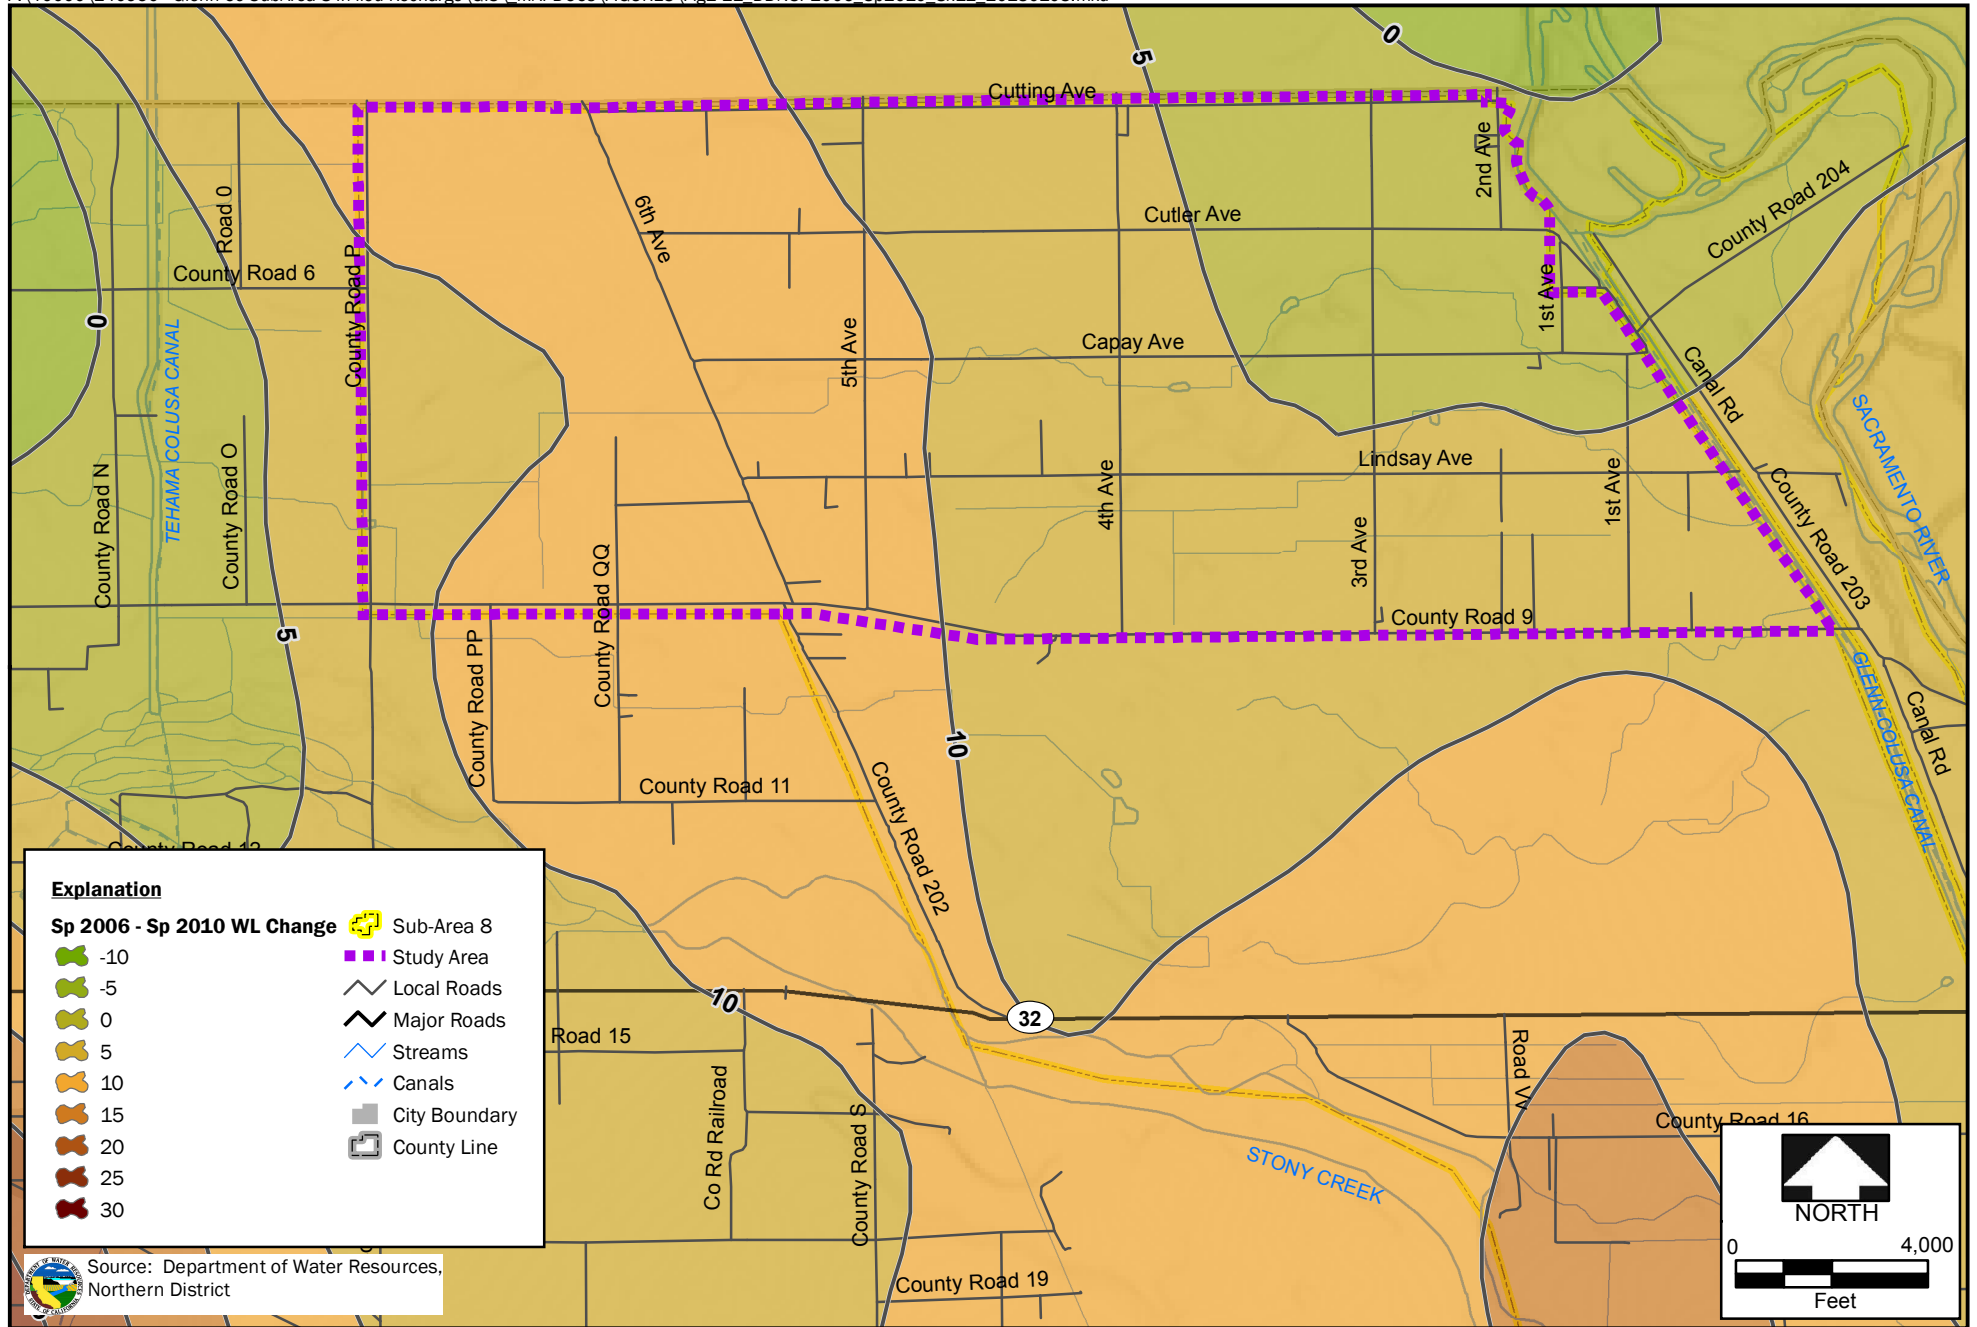 0
5
Cutting Ave
2nd Ave
County Road 204
Road 0
6th Ave
Cutler Ave
County Road 6
County Road P
1st Ave
0
TEHAMA COLUSA CANAL
5th Ave
Capay Ave
Canal Rd
SACRAMENTO RIVER
County Road N
County Road O
4th Ave
Lindsay Ave
1st Ave
3rd Ave
County Road 203
County Road QQ
County Road 9
5
County Road PP
GLENN-COLUSA CANAL
Canal Rd
10
County Road 11
County Road 202
Explanation
Sp 2006 - Sp 2010 WL Change
-10
-5
0
5
10
15
20
25
30
Sub-Area 8
Study Area
Local Roads
Major Roads
Streams
Canals
City Boundary
County Line
10
32
Road 15
Road VV
Co Rd Railroad
County Road S
County Road 16
STONY CREEK
County Road 19
NORTH
0 4,000
Feet
Source: Department of Water Resources,
Northern District